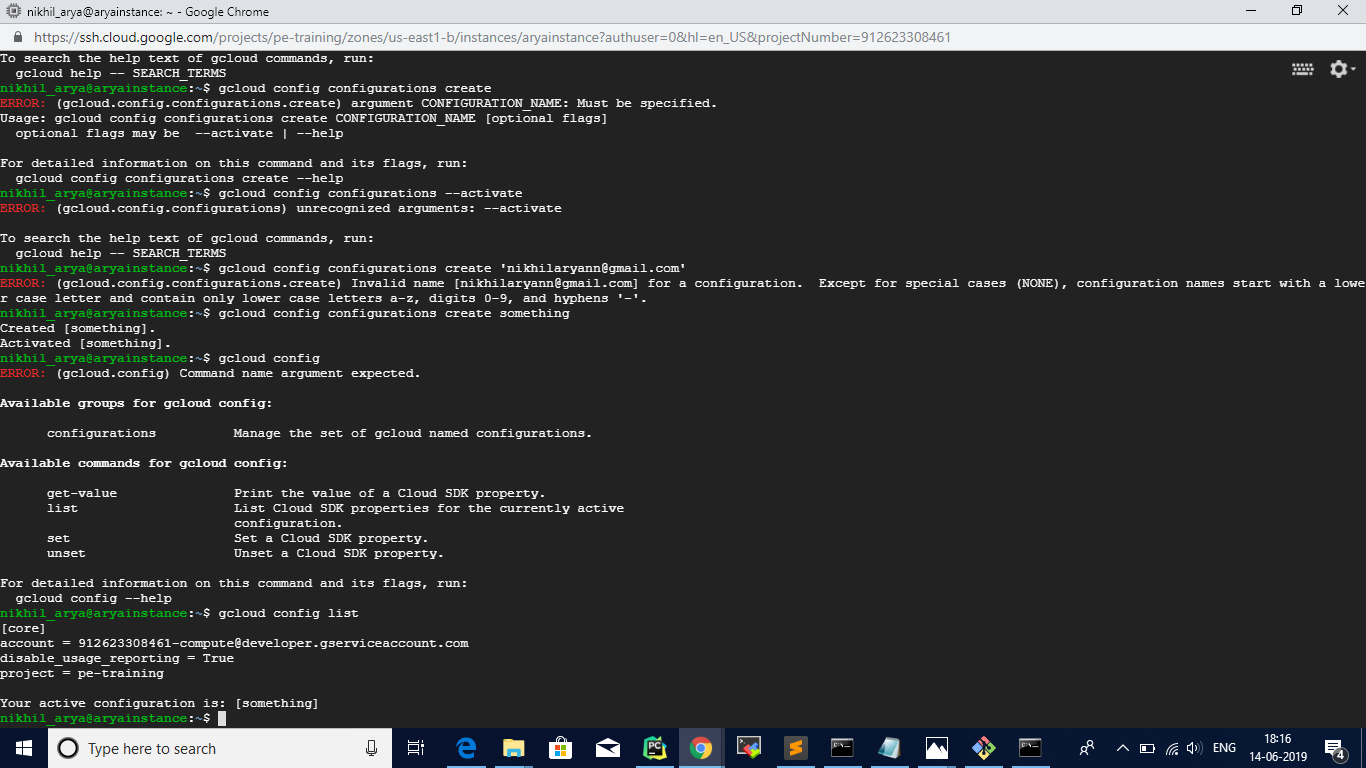 nikhil_arya@aryainstance: ~ - Google Chrome
https://ssh.cloud.google.com/projects/pe-training/zones/us-east1-b/instances/aryainstance?authuser=0&hl=en_US&projectNumber=912623308461
To search the help text of gcloud commands, run:
  gcloud help -- SEARCH_TERMS
nikhil_arya@aryainstance:~$ gcloud config configurations create
ERROR: (gcloud.config.configurations.create) argument CONFIGURATION_NAME: Must be specified.
Usage: gcloud config configurations create CONFIGURATION_NAME [optional flags]
  optional flags may be  --activate | --help
For detailed information on this command and its flags, run:
  gcloud config configurations create --help
nikhil_arya@aryainstance:~$ gcloud config configurations --activate
ERROR: (gcloud.config.configurations) unrecognized arguments: --activate
To search the help text of gcloud commands, run:
  gcloud help -- SEARCH_TERMS
nikhil_arya@aryainstance:~$ gcloud config configurations create 'nikhilaryann@gmail.com'
ERROR: (gcloud.config.configurations.create) Invalid name [nikhilaryann@gmail.com] for a configuration.  Except for special cases (NONE), configuration names start with a lowe
r case letter and contain only lower case letters a-z, digits 0-9, and hyphens '-'.
nikhil_arya@aryainstance:~$ gcloud config configurations create something
Created [something].
Activated [something].
nikhil_arya@aryainstance:~$ gcloud config
ERROR: (gcloud.config) Command name argument expected.
Available groups for gcloud config:
      configurations          Manage the set of gcloud named configurations.
Available commands for gcloud config:
      get-value               Print the value of a Cloud SDK property.
      list                    List Cloud SDK properties for the currently active
                              configuration.
      set                     Set a Cloud SDK property.
      unset                   Unset a Cloud SDK property.
For detailed information on this command and its flags, run:
  gcloud config --help
nikhil_arya@aryainstance:~$ gcloud config list
[core]
account = 912623308461-compute@developer.gserviceaccount.com
disable_usage_reporting = True
project = pe-training
Your active configuration is: [something]
nikhil_arya@aryainstance:~$
Type here to search
PC
ENG
18:16
14-06-2019
4